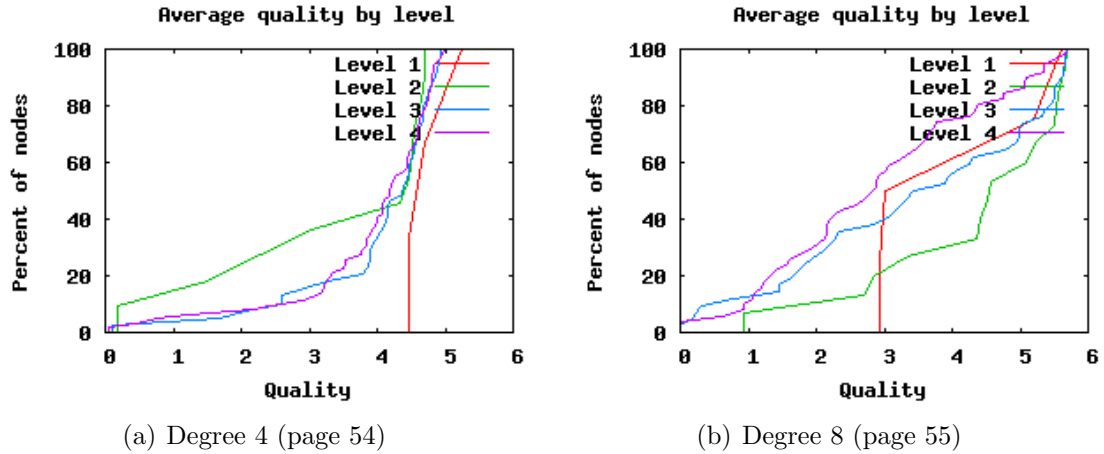 Average quality by level
100
80
60
40
20
0
Percent of nodes
Level 1
Level 2
Level 3
Level 4
0 1 2 3 4 5 6
Quality
(a) Degree 4 (page 54)
Average quality by level
100
80
60
40
20
0
Percent of nodes
Level 1
Level 2
Level 3
Level 4
0 1 2 3 4 5 6
Quality
(b) Degree 8 (page 55)